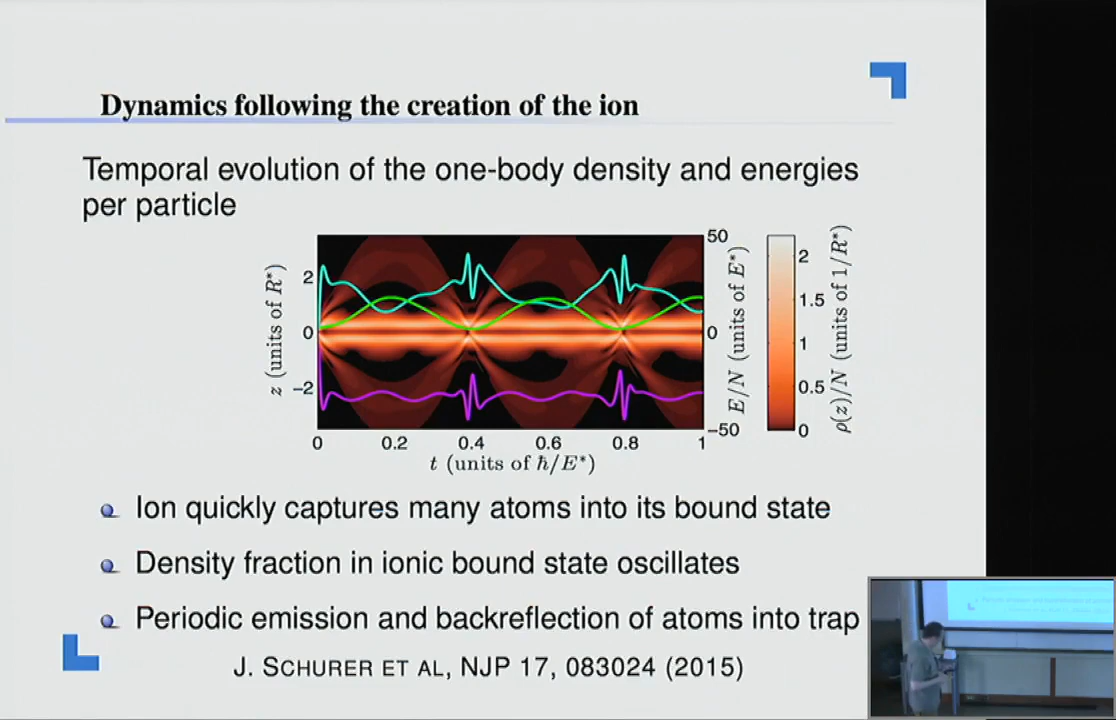 Dynamics following the creation of the ion
Temporal evolution of the one-body density and energies
per particle
z (units of R*)
2
0
−2
0
0.2
0.4
0.6
0.8
1
t (units of ħ/E*)
50
0
−50
E/N (units of E*)
2
1.5
1
0.5
0
ρ(z)/N (units of 1/R*)
Ion quickly captures many atoms into its bound state
Density fraction in ionic bound state oscillates
Periodic emission and backreflection of atoms into trap
J. SCHURER ET AL, NJP 17, 083024 (2015)